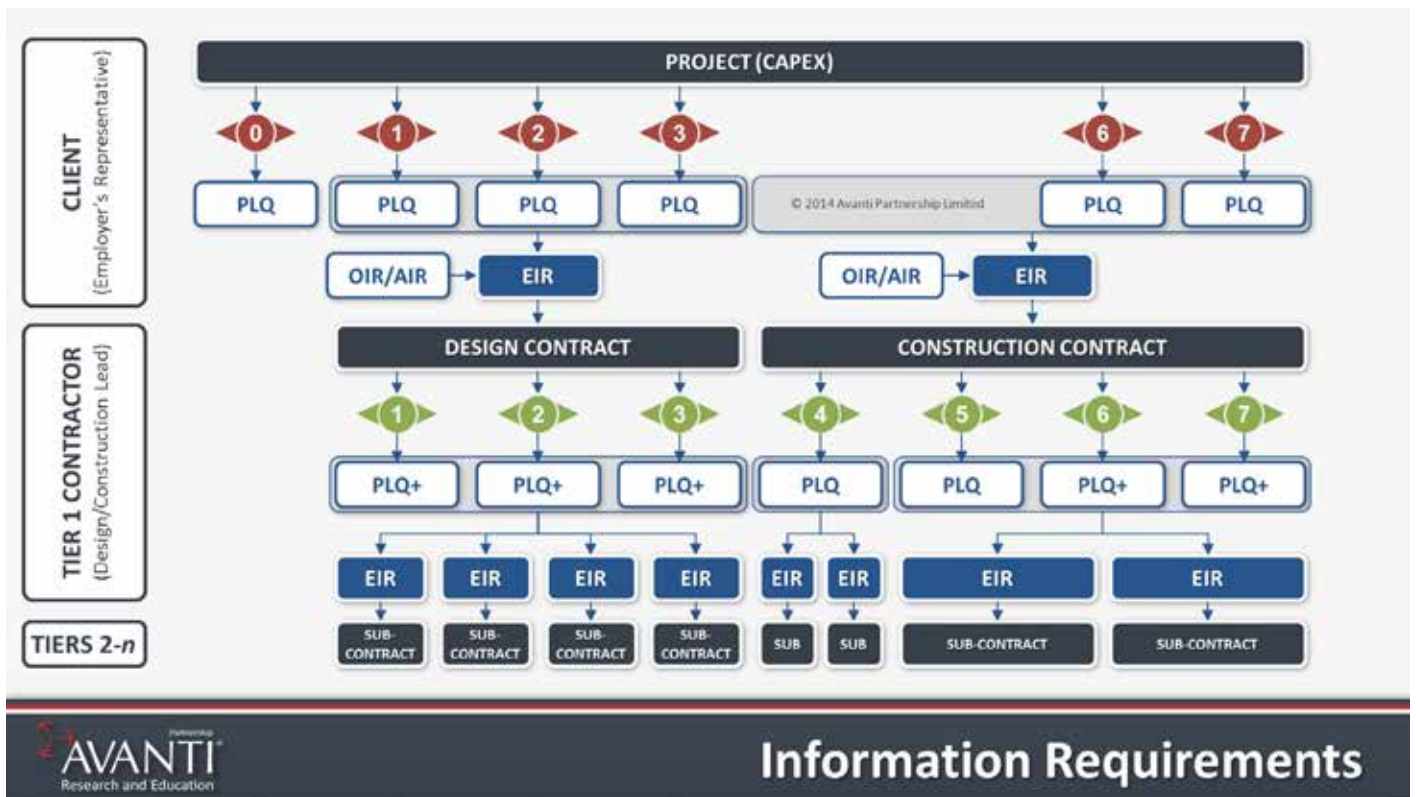 PROJECT (CAPEX)
CLIENT
(Employer's Representative)
0 1 2 3 6 7
PLQ PLQ PLQ PLQ © 2014 Avanti Partnership Limitid PLQ PLQ
OIR/AIR EIR OIR/AIR EIR
TIER 1 CONTRACTOR
(Design/Construction Lead)
DESIGN CONTRACT CONSTRUCTION CONTRACT
1 2 3 4 5 6 7
PLQ+ PLQ+ PLQ+ PLQ PLQ PLQ+ PLQ+
EIR EIR EIR EIR EIR EIR EIR EIR
TIERS 2-n
SUB- SUB- SUB- SUB-
CONTRACT CONTRACT CONTRACT CONTRACT SUB SUB SUB-CONTRACT SUB-CONTRACT
Partnership
AVANTI
Research and Education
Information Requirements